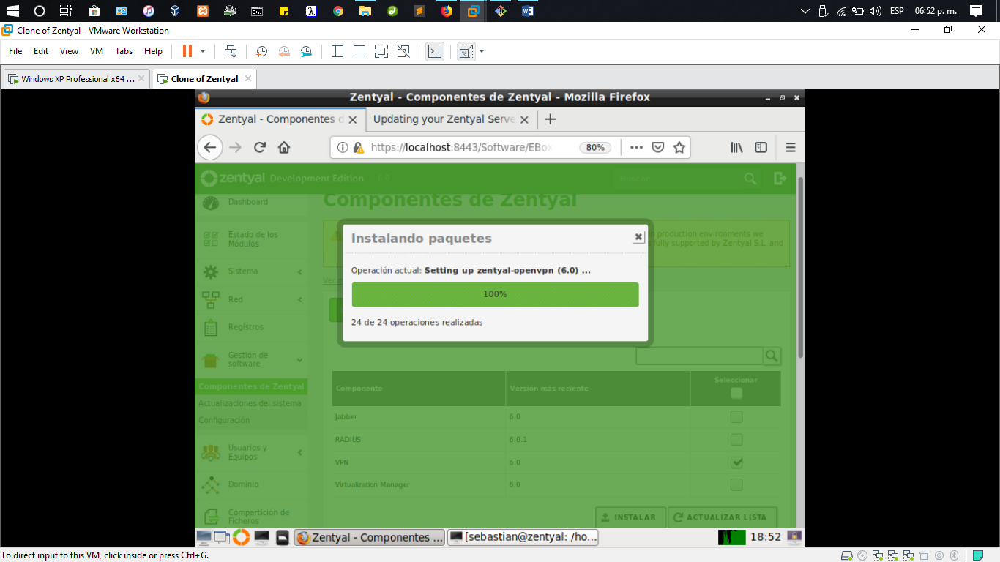 ESP 06:52 p. m.
Clone of Zentyal - VMware Workstation
File Edit View VM Tabs Help
Windows XP Professional x64 ... Clone of Zentyal
Zentyal - Componentes de Zentyal - Mozilla Firefox
Zentyal - Componentes d Updating your Zentyal Serve
https://localhost:8443/Software/EBox 80%
zentyal Development Edition 6.0 Buscar
Dashboard
Componentes de Zentyal
Estado de los
Módulos
in production environments we
fully supported by Zentyal S.L. and
Instalando paquetes
Operación actual: Setting up zentyal-openvpn (6.0) ...
100%
24 de 24 operaciones realizadas
Sistema
Ver
Red
Registros
Gestión de
software
Componentes de Zentyal
Actualizaciones del sistema
Configuración
Usuarios y
Equipos
Dominio
Compartición de
Ficheros
Componente Versión más reciente Seleccionar
Jabber 6.0
RADIUS 6.0.1
VPN 6.0
Virtualization Manager 6.0
INSTALAR ACTUALIZAR LISTA
Zentyal - Componentes ... [sebastian@zentyal: /ho... 18:52
To direct input to this VM, click inside or press Ctrl+G.